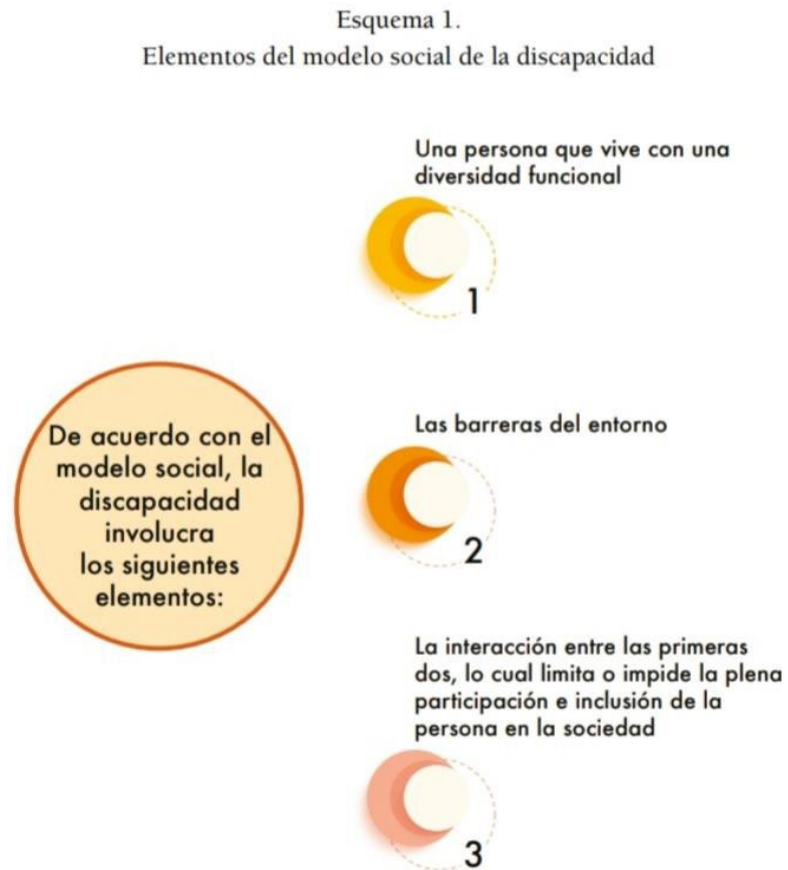 Esquema 1.
Elementos del modelo social de la discapacidad
De acuerdo con el
modelo social, la
discapacidad
involucra
los siguientes
elementos:
Una persona que vive con una
diversidad funcional
1
Las barreras del entorno
2
La interacción entre las primeras
dos, lo cual limita o impide la plena
participación e inclusión de la
persona en la sociedad
3